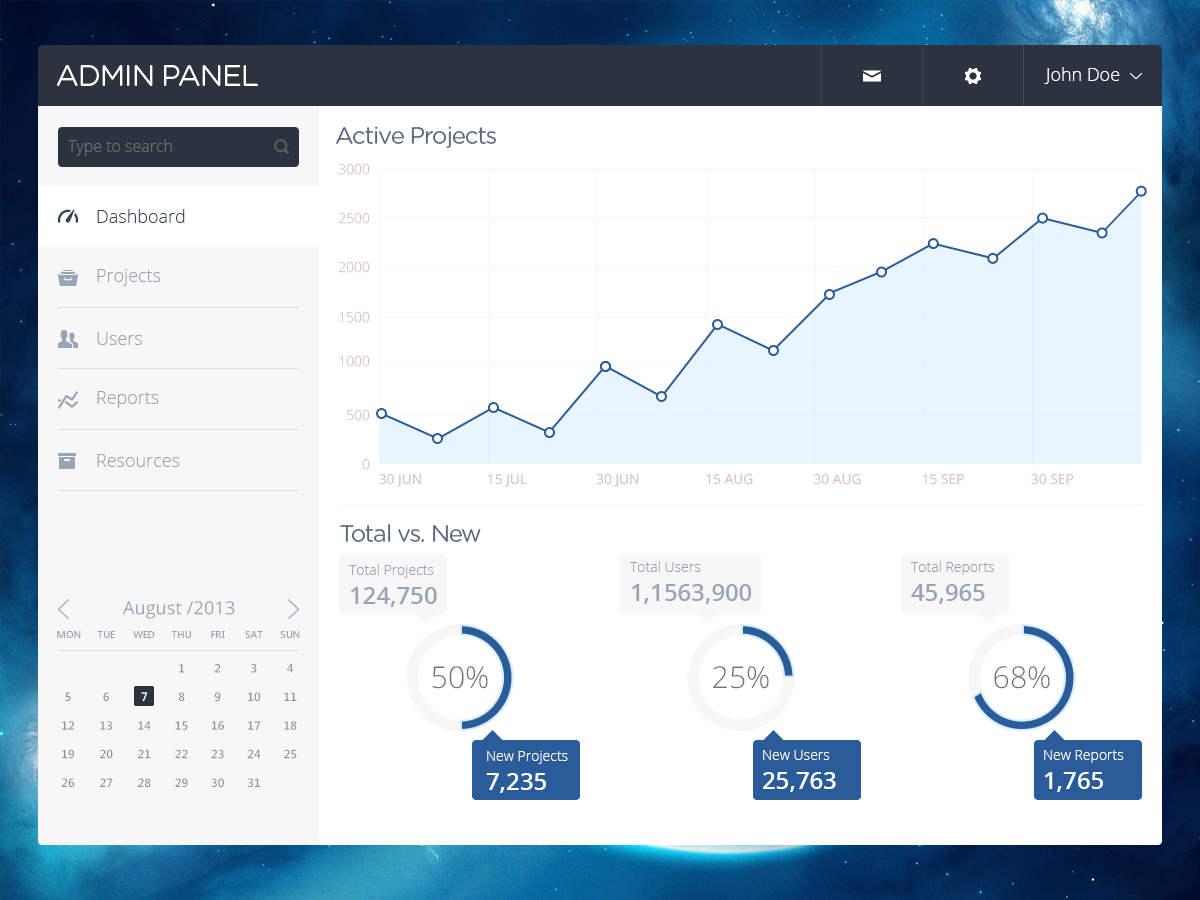 ADMIN PANEL
John Doe
Type to search
Dashboard
Projects
Users
Reports
Resources
August /2013
MON TUE WED THU FRI SAT SUN
1 2 3 4
5 6 7 8 9 10 11
12 13 14 15 16 17 18
19 20 21 22 23 24 25
26 27 28 29 30 31
Active Projects
3000
2500
2000
1500
1000
500
0
30 JUN 15 JUL 30 JUN 15 AUG 30 AUG 15 SEP 30 SEP
Total vs. New
Total Projects
124,750
50%
New Projects
7,235
Total Users
1,1563,900
25%
New Users
25,763
Total Reports
45,965
68%
New Reports
1,765